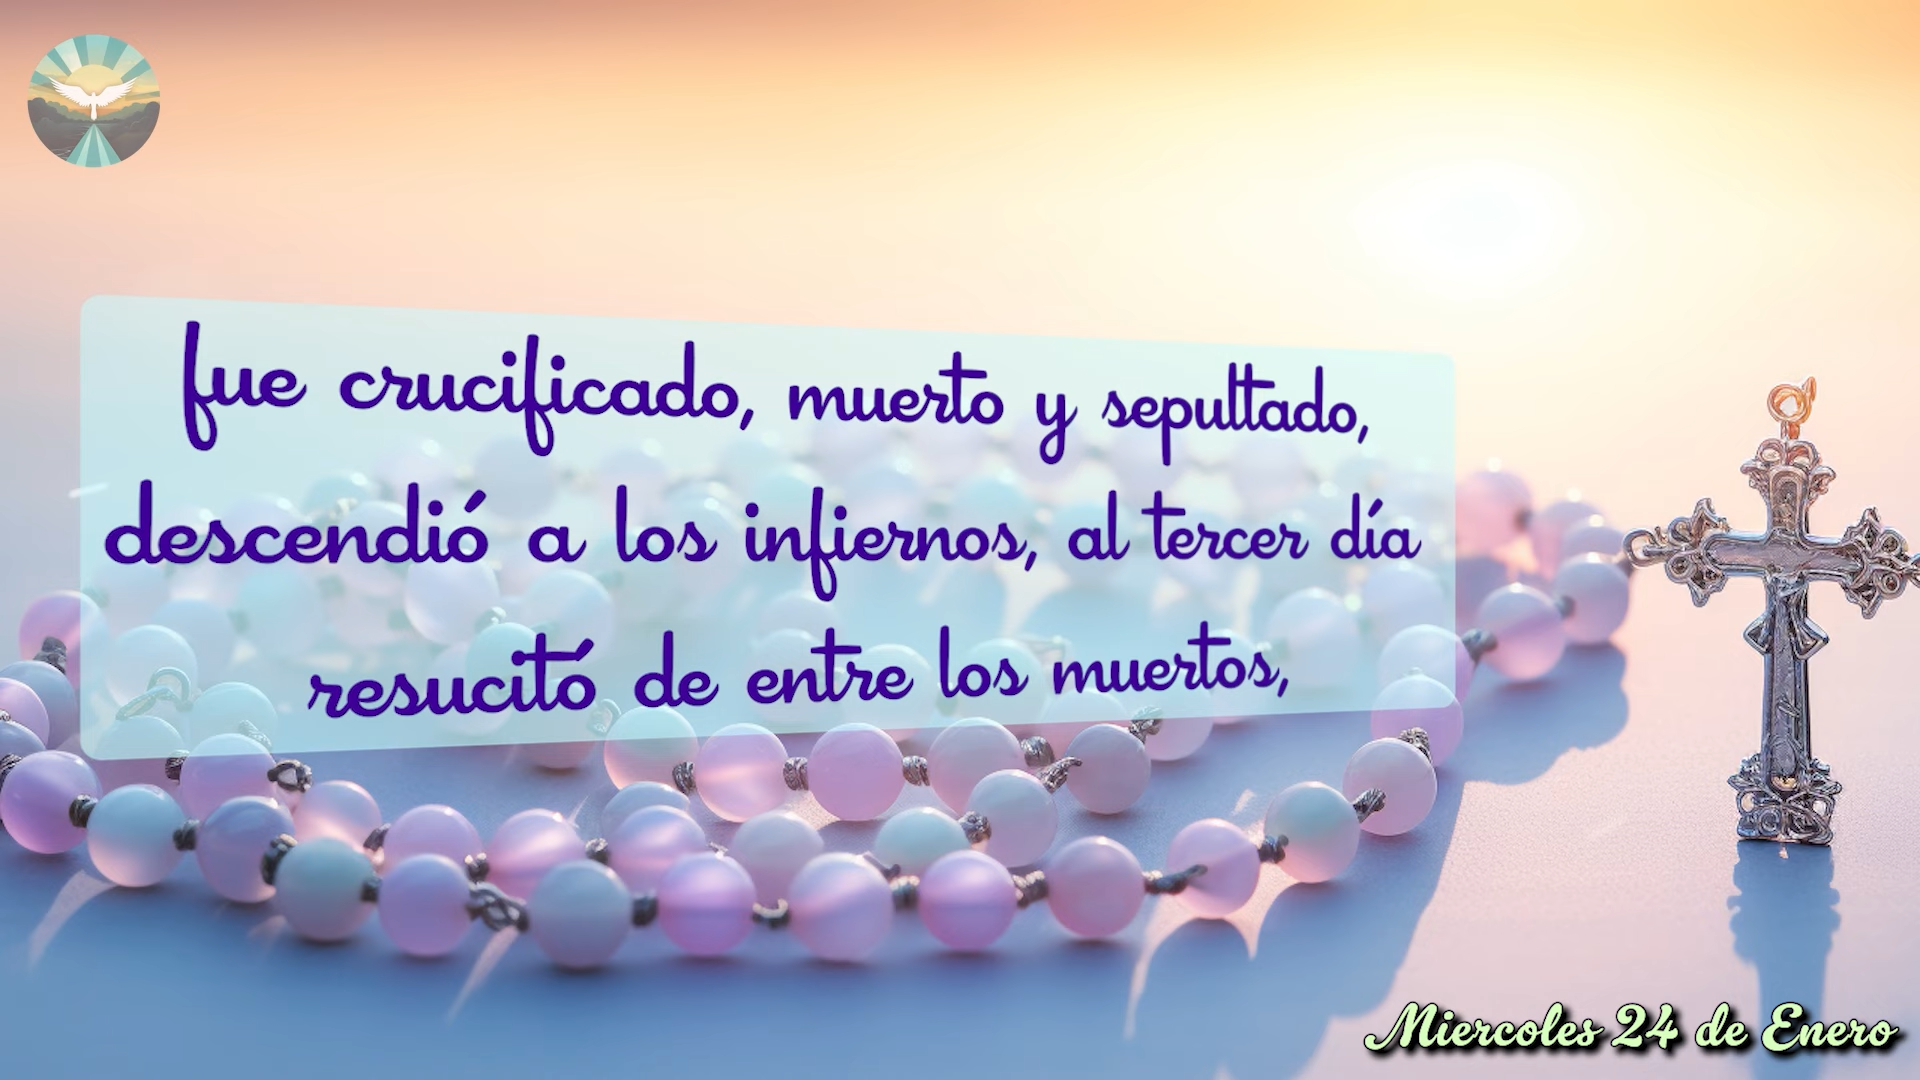 fue crucificado, muerto y sepultado,
descendió a los infiernos, al tercer día
resucitó de entre los muertos,
Miercoles 24 de Enero